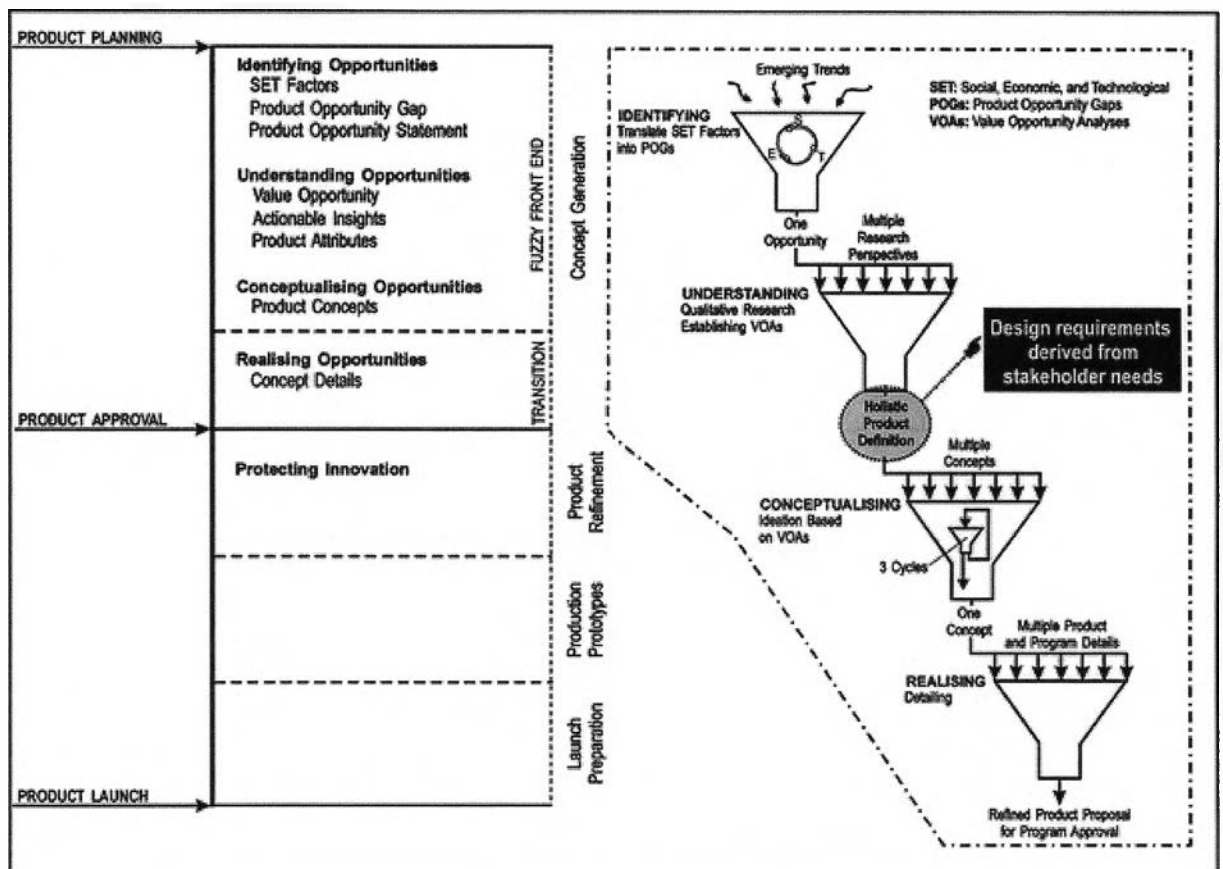 PRODUCT PLANNING
Identifying Opportunities
SET Factors
Product Opportunity Gap
Product Opportunity Statement
Understanding Opportunities
Value Opportunity
Actionable Insights
Product Attributes
Conceptualising Opportunities
Product Concepts
Realising Opportunities
Concept Details
PRODUCT APPROVAL
Protecting Innovation
PRODUCT LAUNCH
FUZZY FRONT END
TRANSITION
Concept Generation
Product
Refinement
Production
Prototypes
Launch
Preparation
Emerging Trends
SET: Social, Economic, and Technological
POGs: Product Opportunity Gaps
VOAs: Value Opportunity Analyses
IDENTIFYING
Translate SET Factors
into POGs
S
E
T
One
Opportunity
Multiple
Research
Perspectives
UNDERSTANDING
Qualitative Research
Establishing VOAs
Design requirements
derived from
stakeholder needs
Holistic
Product
Definition
Multiple
Concepts
CONCEPTUALISING
Ideation Based
on VOAs
3 Cycles
One
Concept
Multiple Product
and Program Details
REALISING
Detailing
Refined Product Proposal
for Program Approval